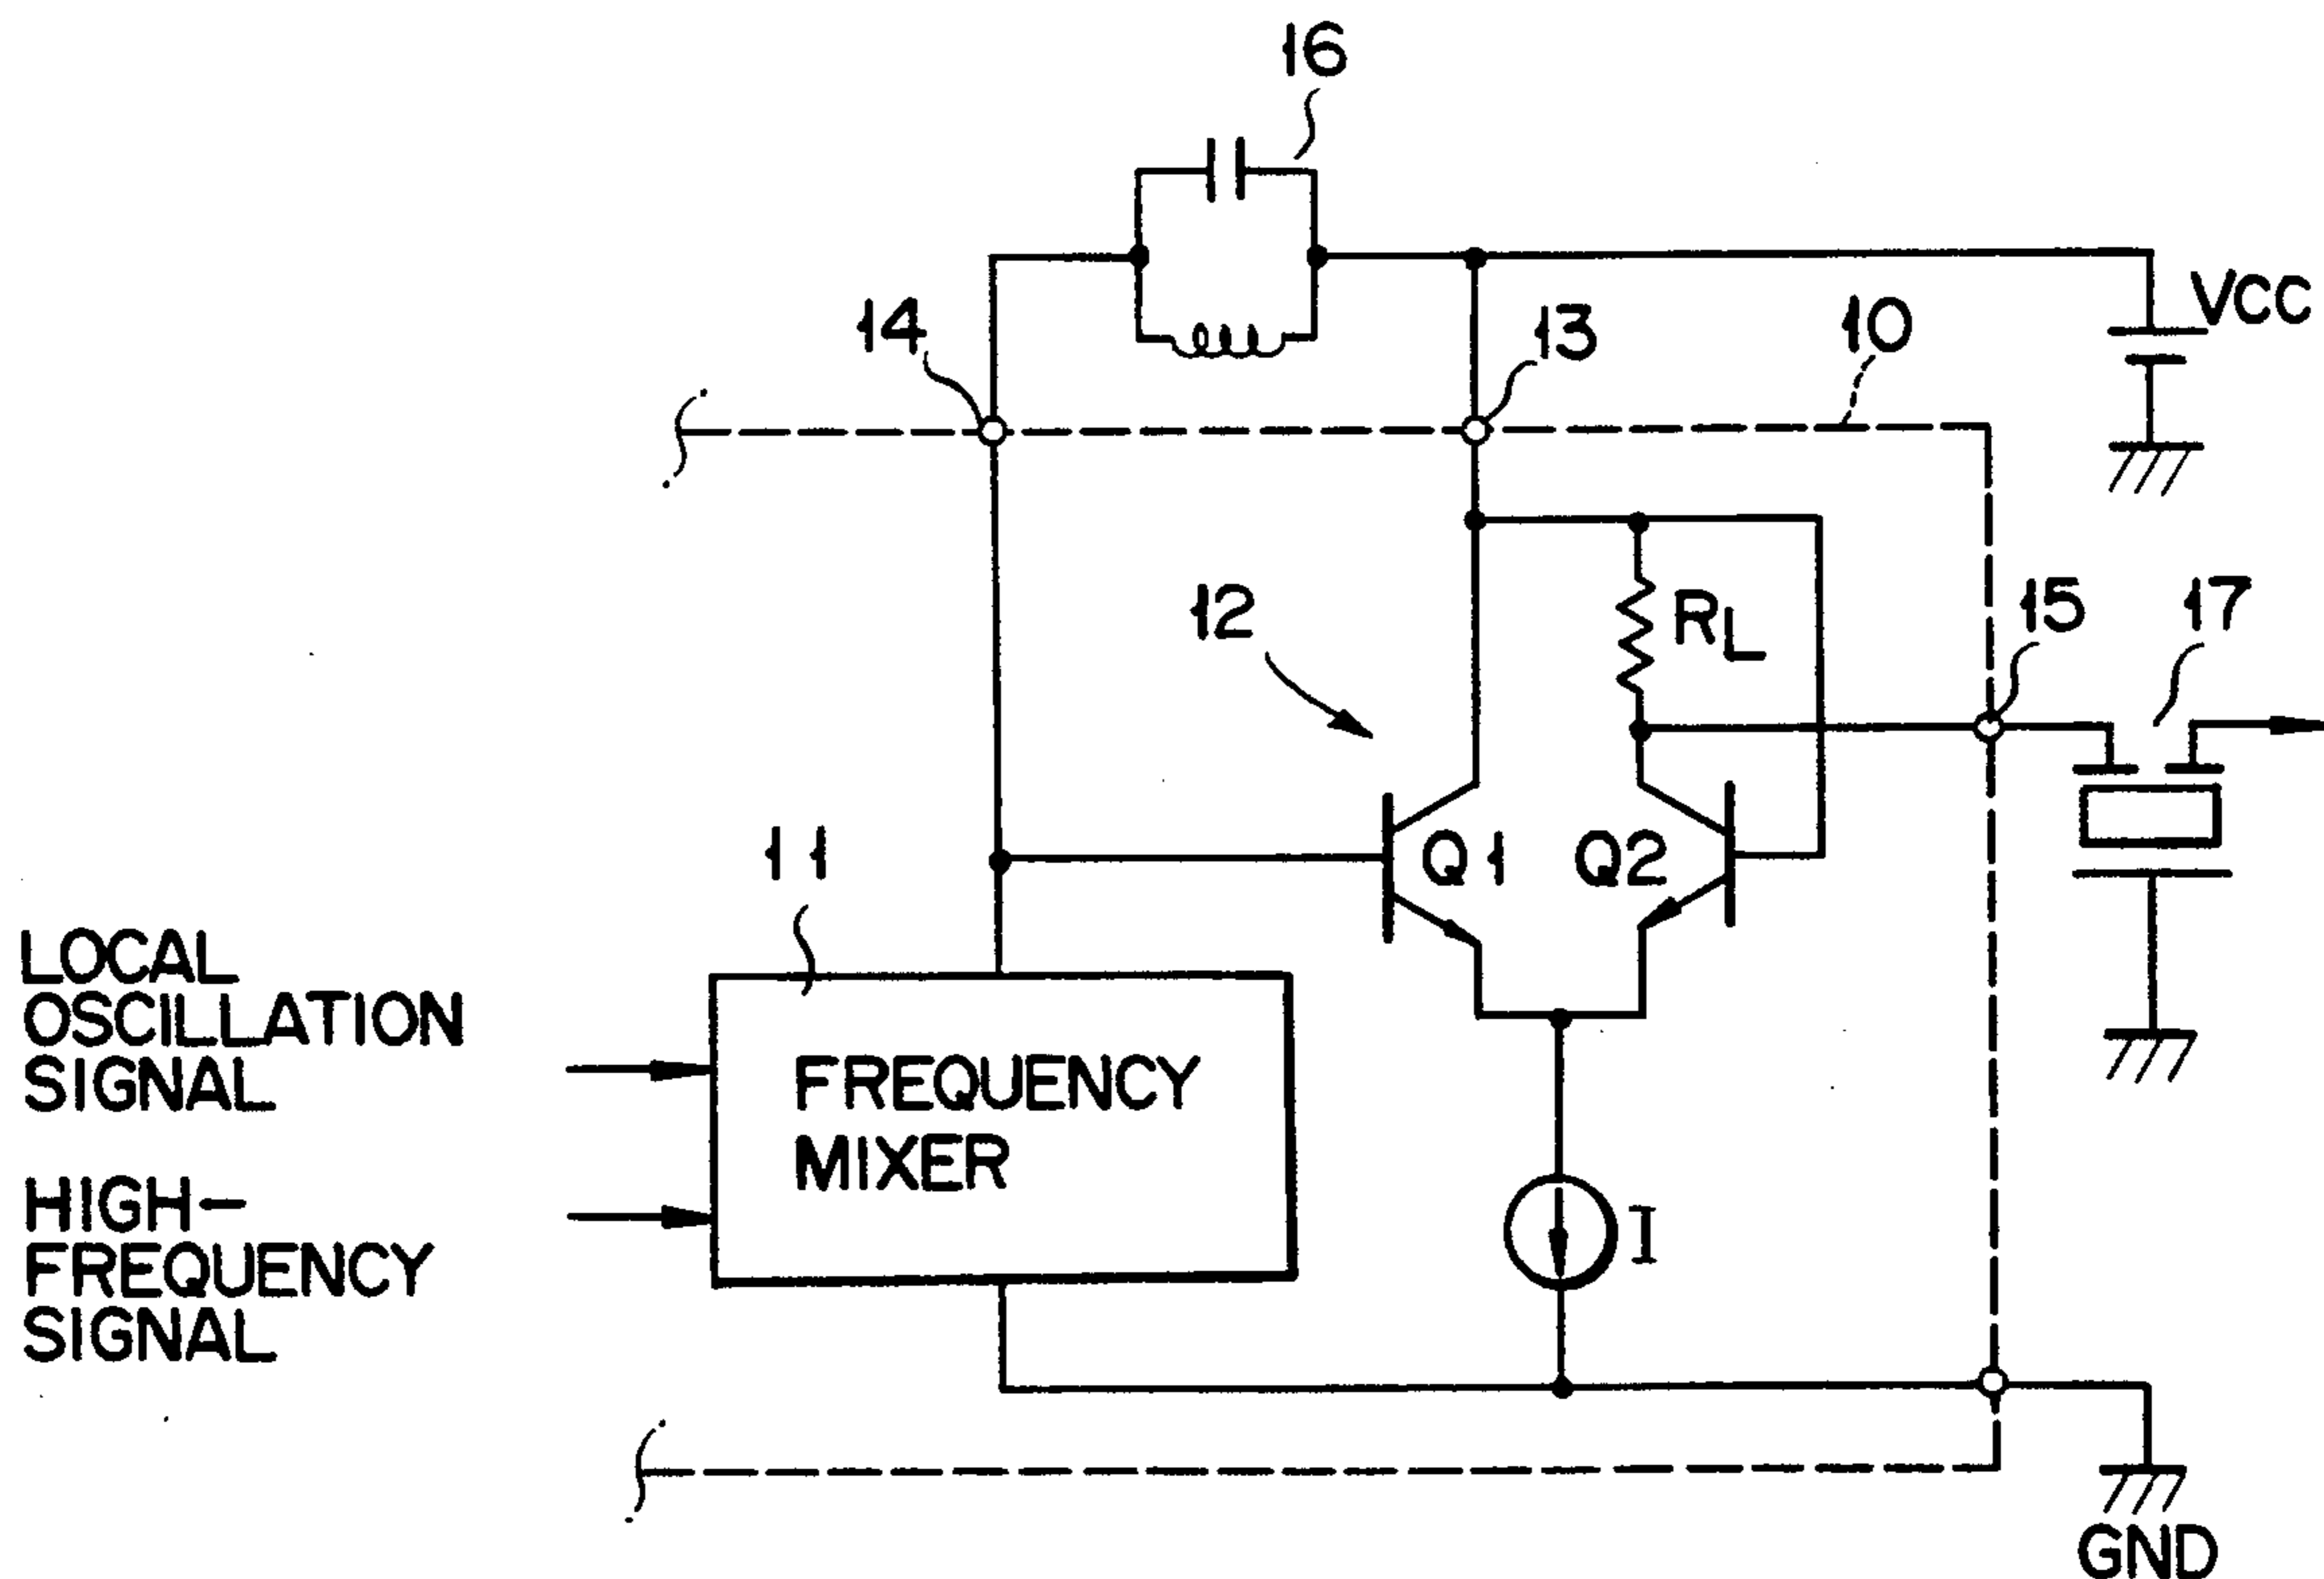 16
14
13
10
VCC
12
RL
15
17
11
Q1
Q2
LOCAL
OSCILLATION
SIGNAL
FREQUENCY
MIXER
HIGH-
FREQUENCY
SIGNAL
I
GND